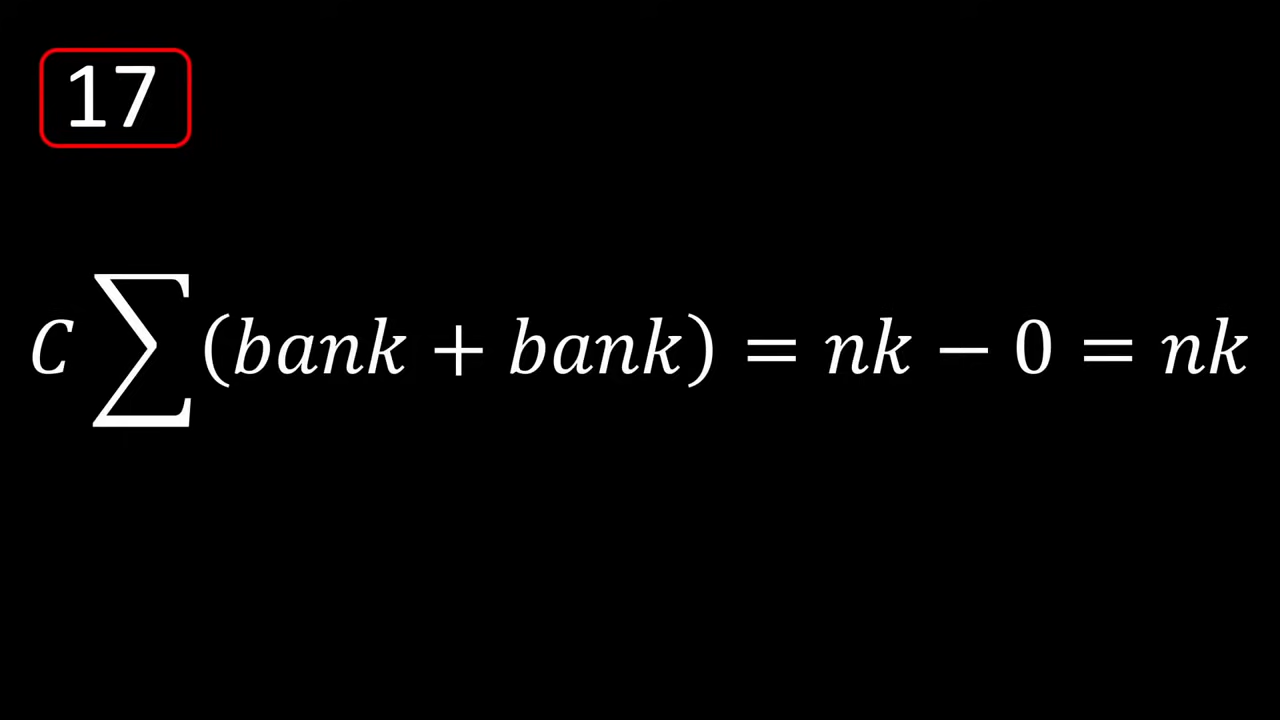 17
C∑(bank + bank) = nk − 0 = nk